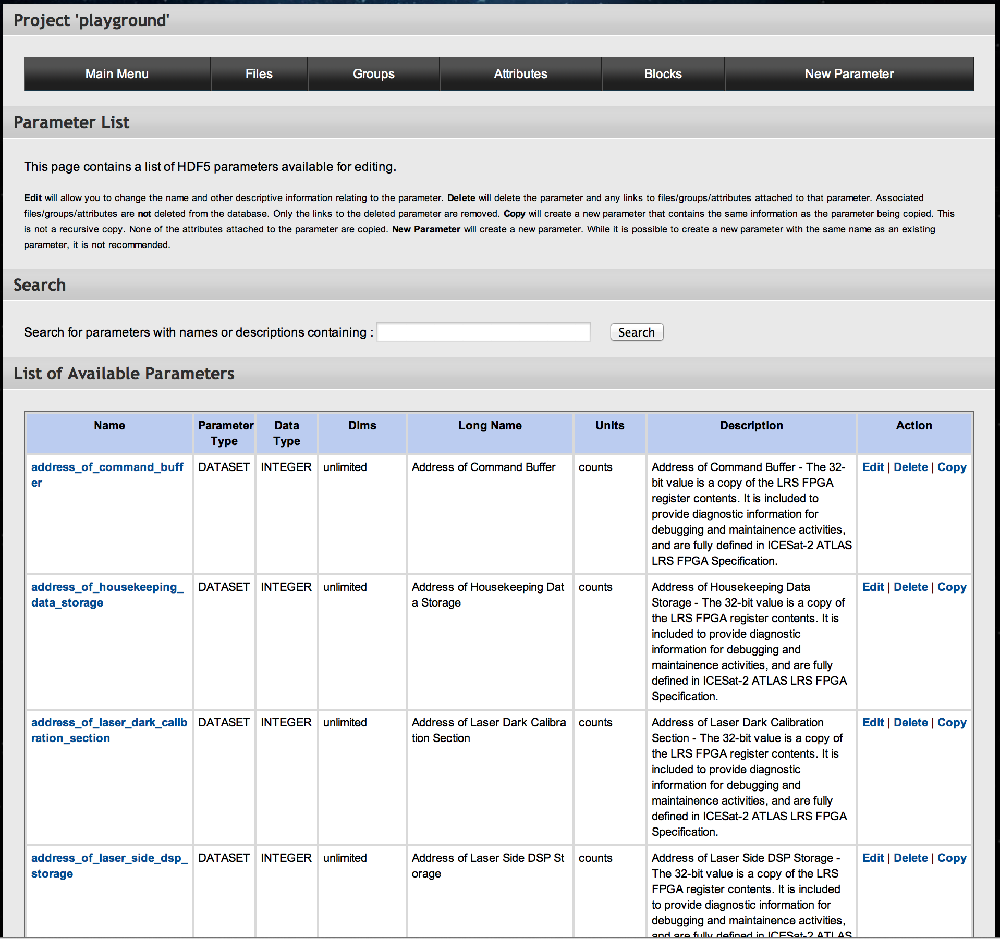 Project 'playground'
Main Menu Files Groups Attributes Blocks New Parameter
Parameter List
This page contains a list of HDF5 parameters available for editing.
Edit will allow you to change the name and other descriptive information relating to the parameter. Delete will delete the parameter and any links to files/groups/attributes attached to that parameter. Associated
files/groups/attributes are not deleted from the database. Only the links to the deleted parameter are removed. Copy will create a new parameter that contains the same information as the parameter being copied. This
is not a recursive copy. None of the attributes attached to the parameter are copied. New Parameter will create a new parameter. While it is possible to create a new parameter with the same name as an existing
parameter, it is not recommended.
Search
Search for parameters with names or descriptions containing : Search
List of Available Parameters
Name Parameter Data Dims Long Name Units Description Action
Type Type
address_of_command_buff DATASET INTEGER unlimited Address of Command Buffer counts Address of Command Buffer - The 32- Edit | Delete | Copy
er bit value is a copy of the LRS FPGA
register contents. It is included to
provide diagnostic information for
debugging and maintainence activities,
and are fully defined in ICESat-2 ATLAS
LRS FPGA Specification.
address_of_housekeeping_ DATASET INTEGER unlimited Address of Housekeeping Dat counts Address of Housekeeping Data Edit | Delete | Copy
data_storage a Storage Storage - The 32-bit value is a copy of
the LRS FPGA register contents. It is
included to provide diagnostic
information for debugging and
maintainence activities, and are fully
defined in ICESat-2 ATLAS LRS FPGA
Specification.
address_of_laser_dark_calib DATASET INTEGER unlimited Address of Laser Dark Calibra counts Address of Laser Dark Calibration Edit | Delete | Copy
ration_section tion Section Section - The 32-bit value is a copy of
the LRS FPGA register contents. It is
included to provide diagnostic
information for debugging and
maintainence activities, and are fully
defined in ICESat-2 ATLAS LRS FPGA
Specification.
address_of_laser_side_dsp_ DATASET INTEGER unlimited Address of Laser Side DSP St counts Address of Laser Side DSP Storage - Edit | Delete | Copy
storage orage The 32-bit value is a copy of the LRS
FPGA register contents. It is included
to provide diagnostic information for
debugging and maintainence activities,
and are fully defined in ICESat-2 ATLAS